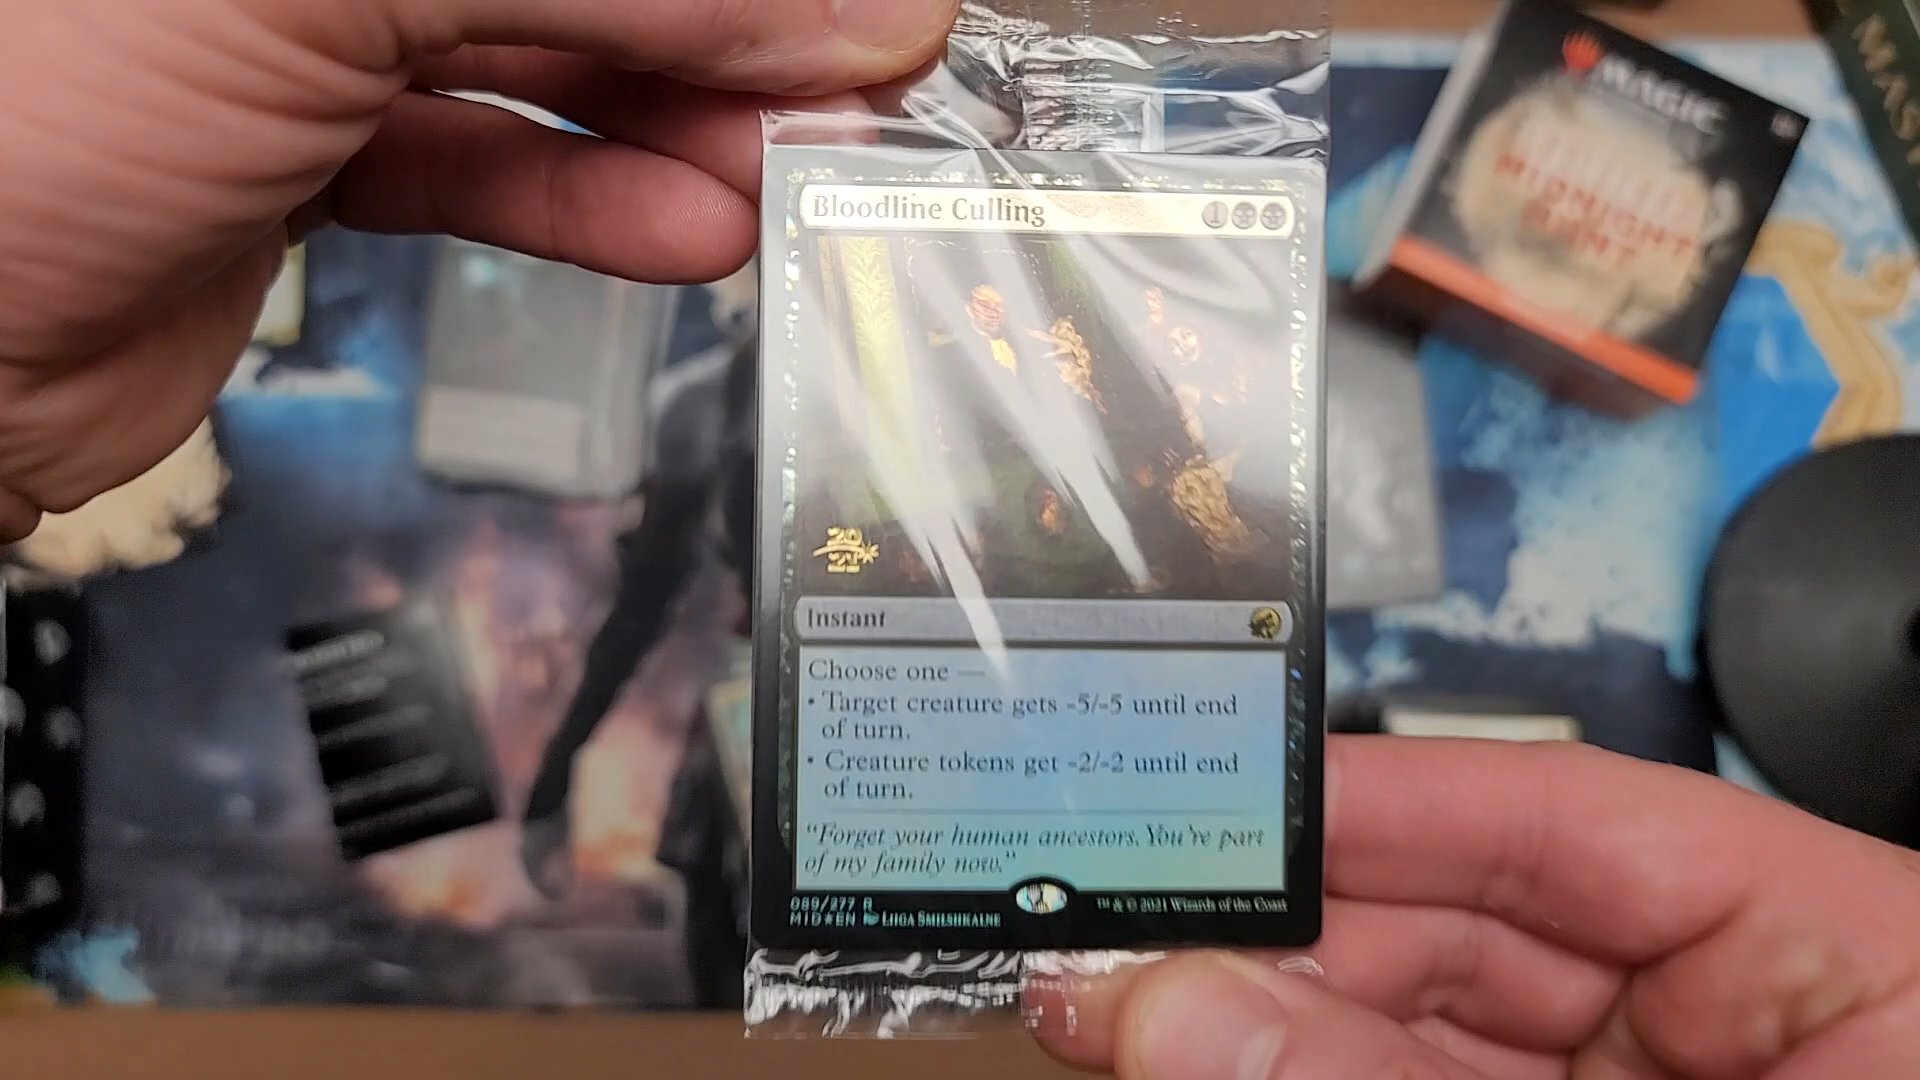 Bloodline Culling 1
2021
Instant
Choose one —
• Target creature gets -5/-5 until end
of turn.
• Creature tokens get -2/-2 until end
of turn.
"Forget your human ancestors. You're part
of my family now."
089/277 R
MID★EN LIIGA SMILSHKALNE
™ & © 2021 Wizards of the Coast
MAGIC
MIDNIGHT
HUNT